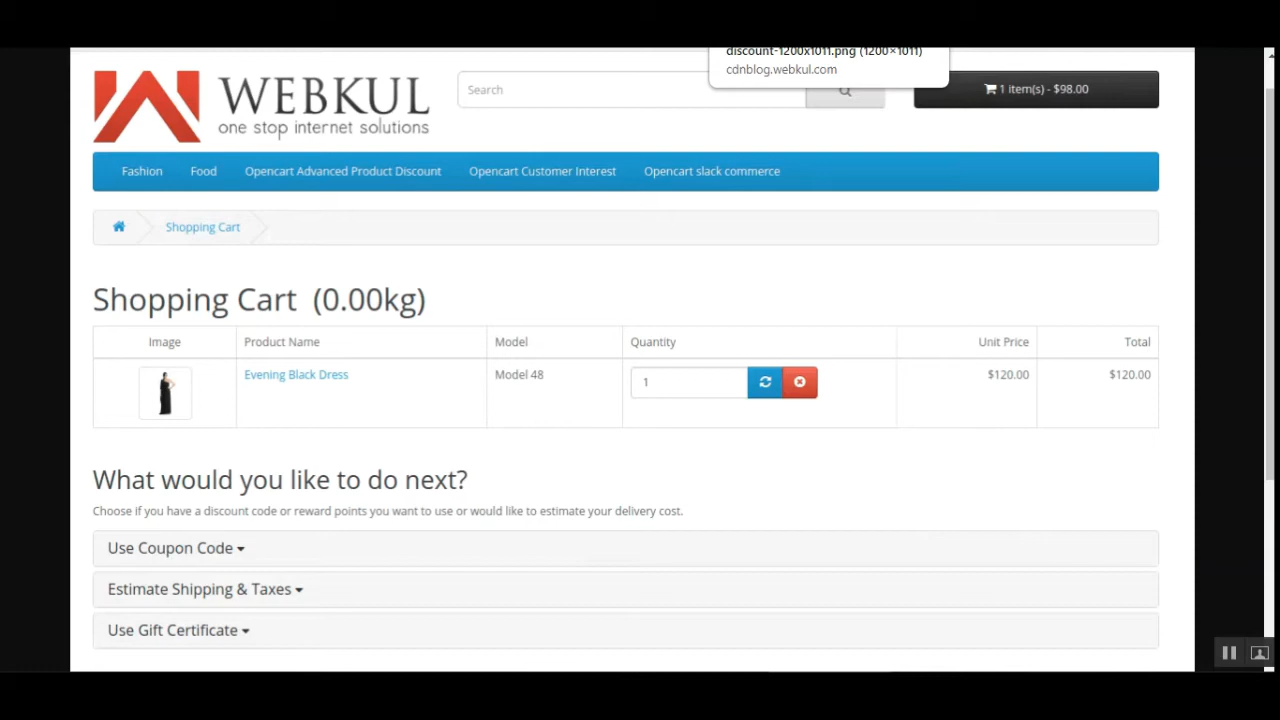 discount-1200x1011.png (1200×1011)
cdnblog.webkul.com
WEBKUL
one stop internet solutions
Search
1 item(s) - $98.00
Fashion Food Opencart Advanced Product Discount Opencart Customer Interest Opencart slack commerce
Shopping Cart
Shopping Cart (0.00kg)
Image Product Name Model Quantity Unit Price Total
Evening Black Dress Model 48 1 $120.00 $120.00
What would you like to do next?
Choose if you have a discount code or reward points you want to use or would like to estimate your delivery cost.
Use Coupon Code
Estimate Shipping & Taxes
Use Gift Certificate